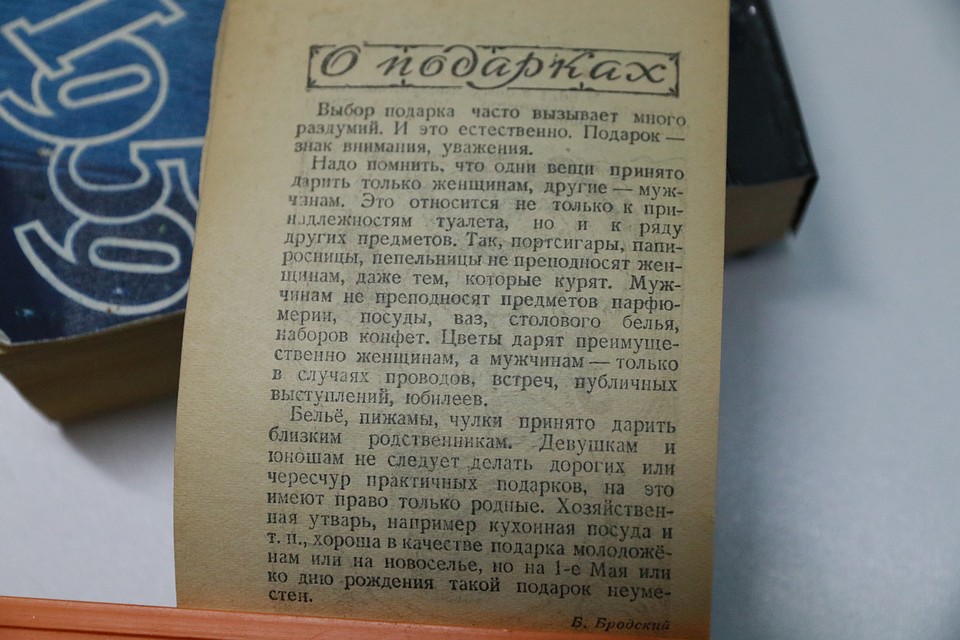 1959
О подарках
Выбор подарка часто вызывает много
раздумий. И это естественно. Подарок —
знак внимания, уважения.
Надо помнить, что одни вещи принято
дарить только женщинам, другие — муж-
чинам. Это относится не только к при-
надлежностям туалета, но и к ряду
других предметов. Так, портсигары, папи-
росницы, пепельницы не преподносят жен-
щинам, даже тем, которые курят. Муж-
чинам не преподносят предметов парфю-
мерии, посуды, ваз, столового белья,
наборов конфет. Цветы дарят преимуще-
ственно женщинам, а мужчинам — только
в случаях проводов, встреч, публичных
выступлений, юбилеев.
Бельё, пижамы, чулки принято дарить
близким родственникам. Девушкам и
юношам не следует делать дорогих или
чересчур практичных подарков, на это
имеют право только родные. Хозяйствен-
ная утварь, например кухонная посуда и
т. п., хороша в качестве подарка молодожё-
нам или на новоселье, но на 1-е Мая или
ко дню рождения такой подарок неуме-
стен.
Б. Бродский